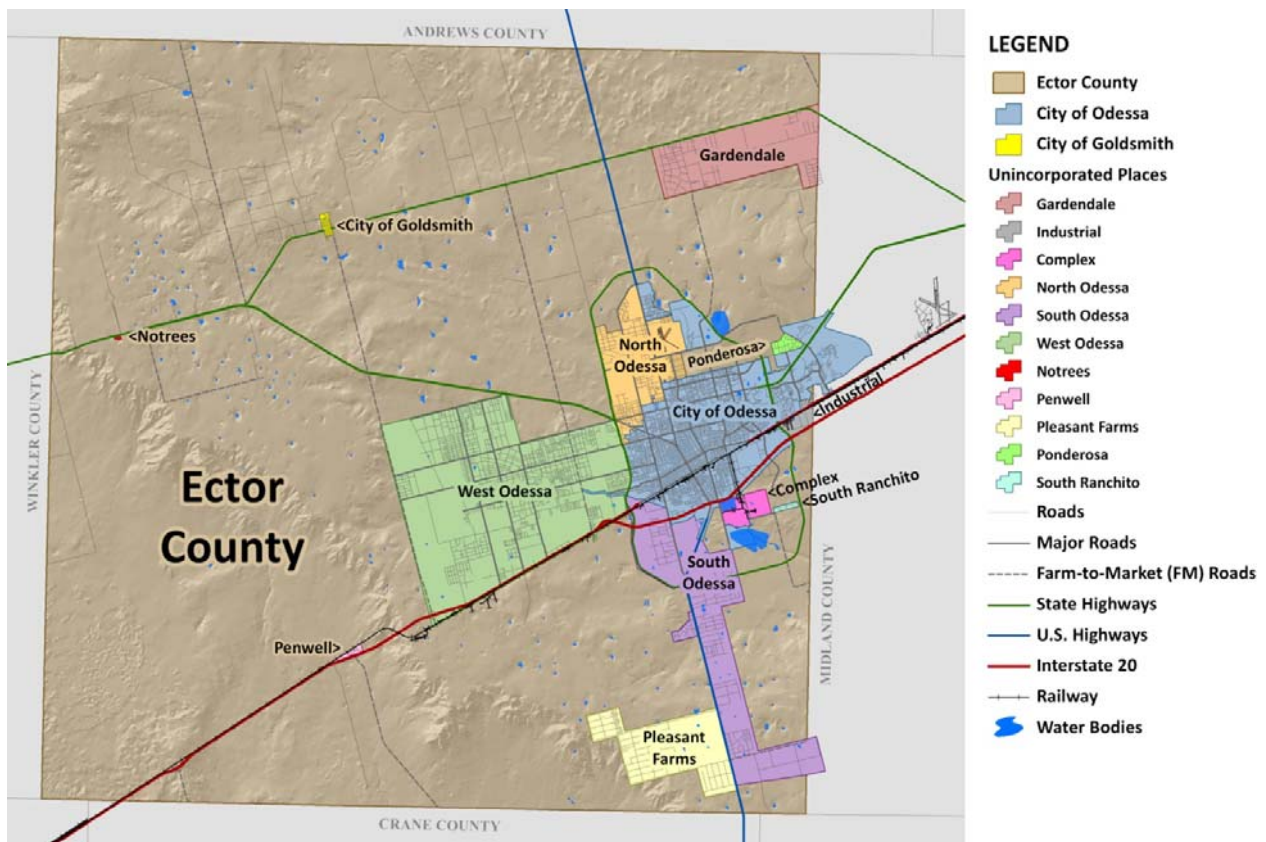 ANDREWS COUNTY
Gardendale
<City of Goldsmith
<Notrees
North
Odessa
Ponderosa>
City of Odessa
<Industrial
WINKLER COUNTY
Ector
County
West Odessa
<Complex
<South Ranchito
South
Odessa
MIDLAND COUNTY
Penwell>
Pleasant
Farms
CRANE COUNTY
LEGEND
Ector County
City of Odessa
City of Goldsmith
Unincorporated Places
Gardendale
Industrial
Complex
North Odessa
South Odessa
West Odessa
Notrees
Penwell
Pleasant Farms
Ponderosa
South Ranchito
Roads
Major Roads
Farm-to-Market (FM) Roads
State Highways
U.S. Highways
Interstate 20
Railway
Water Bodies